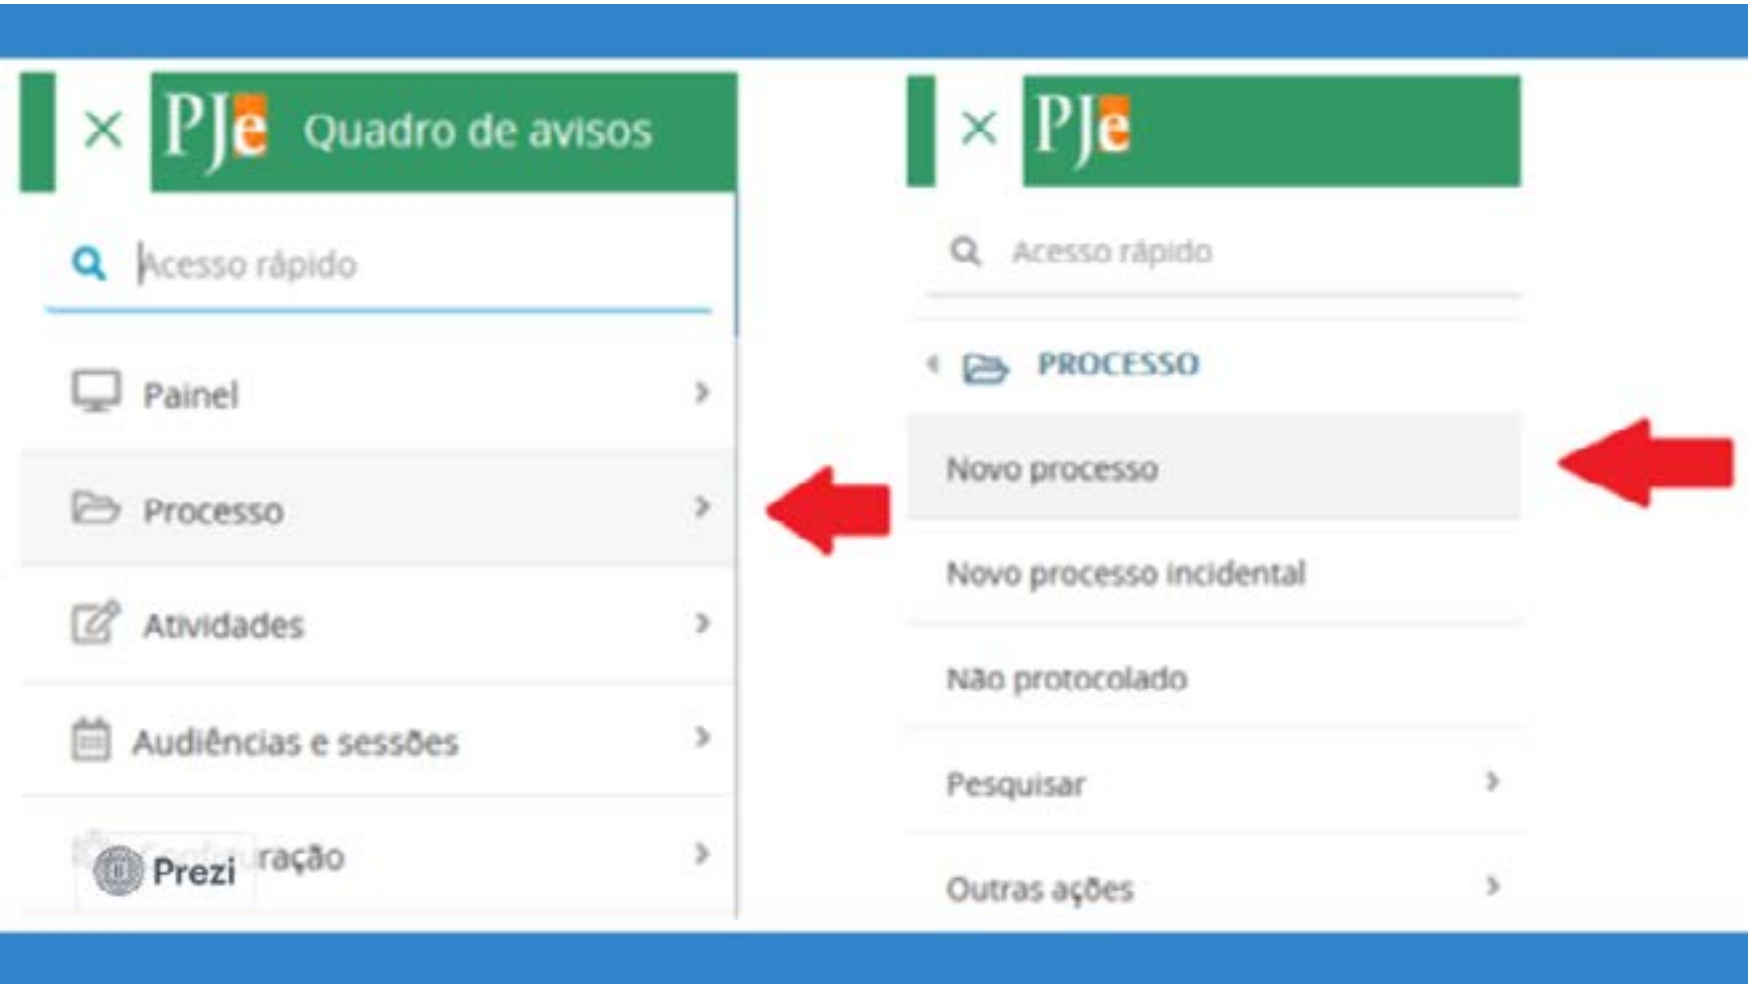 PJe Quadro de avisos
Acesso rápido
Painel
Processo
Atividades
Audiências e sessões
ração
Prezi
PJe
Acesso rápido
PROCESSO
Novo processo
Novo processo incidental
Não protocolado
Pesquisar
Outras ações